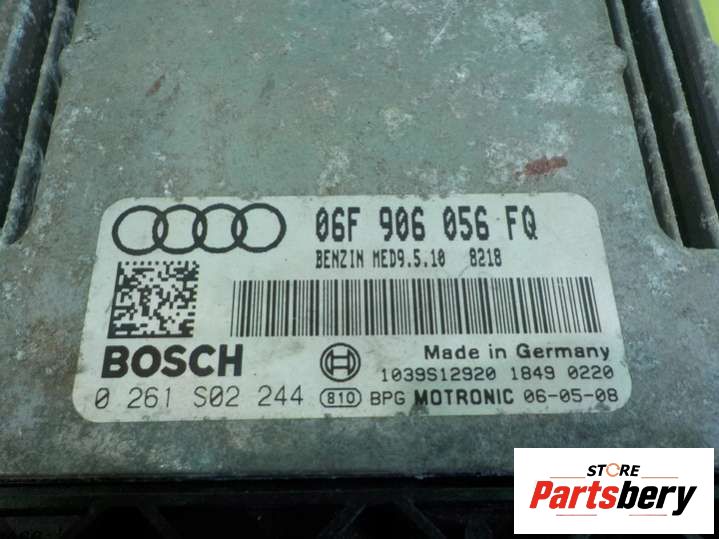 06F 906 056 FQ
BENZIN MED9.5.10 8218
BOSCH
Made in Germany
1039S12920 1849 0220
0 261 S02 244 810 BPG MOTRONIC 06-05-08
STORE
Partsbery